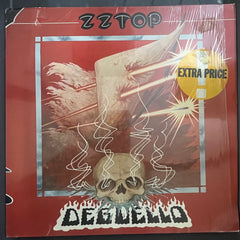 ZZ TOP
EXTRA PRICE
DEGUELLO